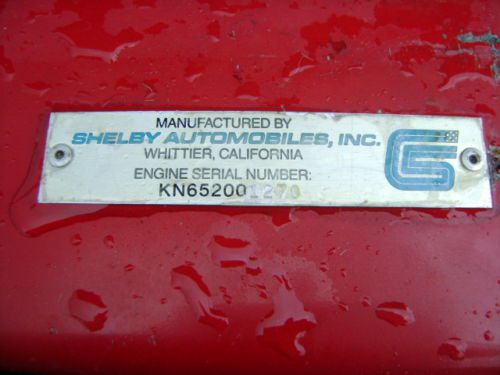 MANUFACTURED BY
SHELBY AUTOMOBILES, INC.
WHITTIER, CALIFORNIA
ENGINE SERIAL NUMBER:
KN652001270